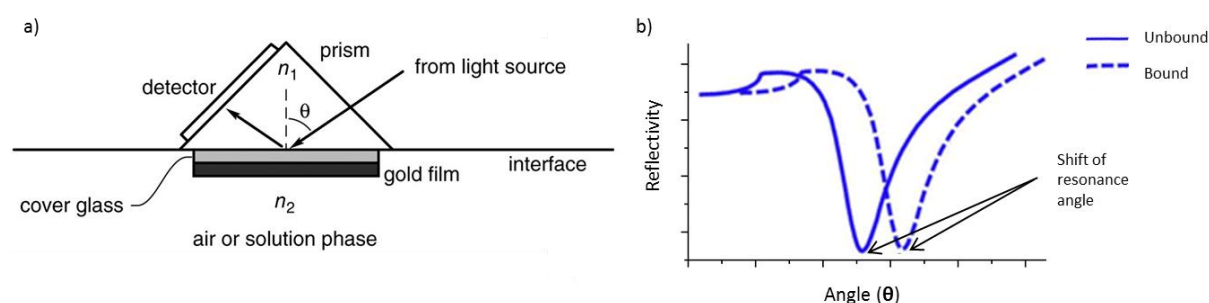 a)
prism
n1
from light source
detector
θ
interface
gold film
cover glass
n2
air or solution phase
b)
Unbound
Bound
Reflectivity
Shift of
resonance
angle
Angle (θ)